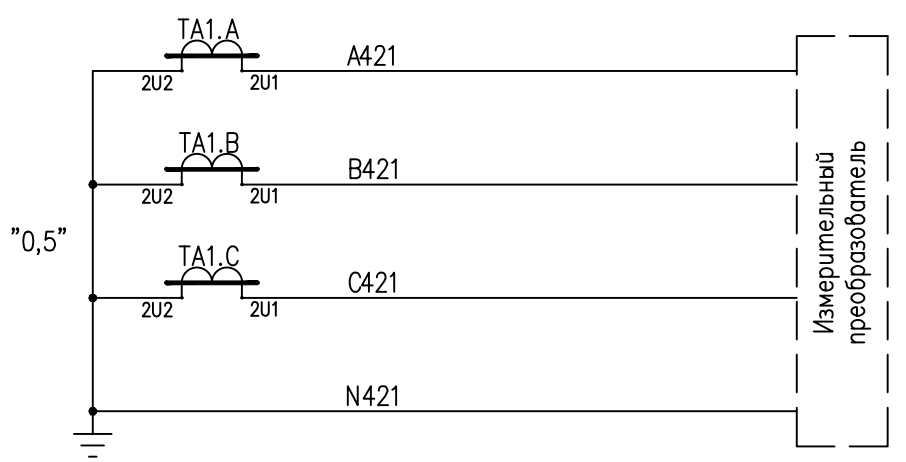 TA1.A
A421
2U2
2U1
TA1.B
B421
2U2
2U1
"0,5"
TA1.C
C421
2U2
2U1
N421
Измерительный
преобразователь